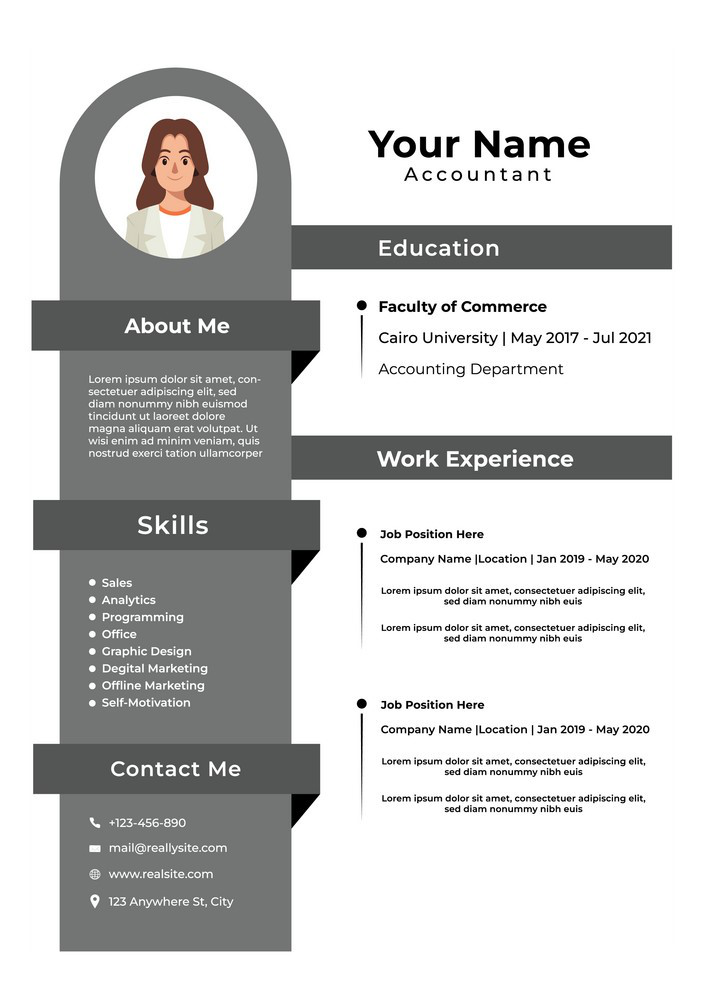 Your Name
Accountant
About Me
Lorem ipsum dolor sit amet, con-
sectetuer adipiscing elit, sed
diam nonummy nibh euismod
tincidunt ut laoreet dolore
magna aliquam erat volutpat. Ut
wisi enim ad minim veniam, quis
nostrud exerci tation ullamcorper
Skills
Sales
Analytics
Programming
Office
Graphic Design
Degital Marketing
Offline Marketing
Self-Motivation
Contact Me
+123-456-890
mail@reallysite.com
www.realsite.com
123 Anywhere St, City
Education
Faculty of Commerce
Cairo University | May 2017 - Jul 2021
Accounting Department
Work Experience
Job Position Here
Company Name |Location | Jan 2019 - May 2020
Lorem ipsum dolor sit amet, consectetuer adipiscing elit,
sed diam nonummy nibh euis
Lorem ipsum dolor sit amet, consectetuer adipiscing elit,
sed diam nonummy nibh euis
Job Position Here
Company Name |Location | Jan 2019 - May 2020
Lorem ipsum dolor sit amet, consectetuer adipiscing elit,
sed diam nonummy nibh euis
Lorem ipsum dolor sit amet, consectetuer adipiscing elit,
sed diam nonummy nibh euis